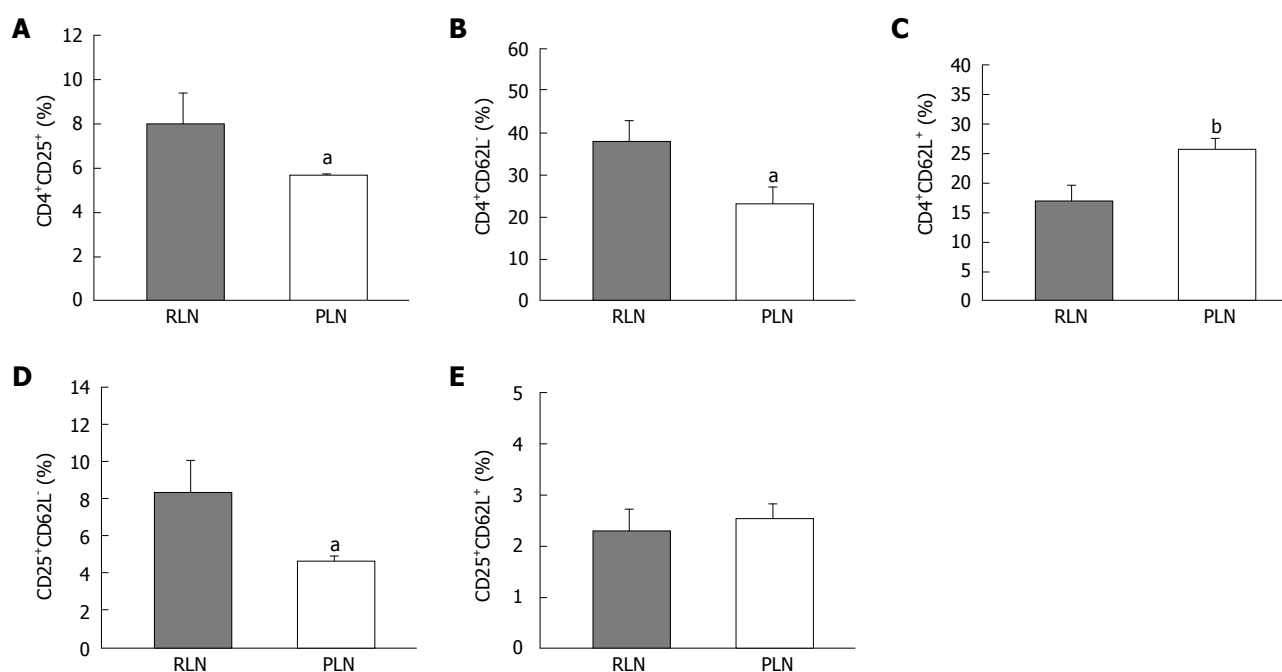 A
CD4⁺CD25⁺ (%)
12
10
8
6
4
2
0
a
RLN PLN
B
CD4⁺CD62L⁻ (%)
60
50
40
30
20
10
0
a
RLN PLN
C
CD4⁺CD62L⁺ (%)
40
35
30
25
20
15
10
5
0
b
RLN PLN
D
CD25⁺CD62L⁻ (%)
14
12
10
8
6
4
2
0
a
RLN PLN
E
CD25⁺CD62L⁺ (%)
5
4
3
2
1
0
RLN PLN